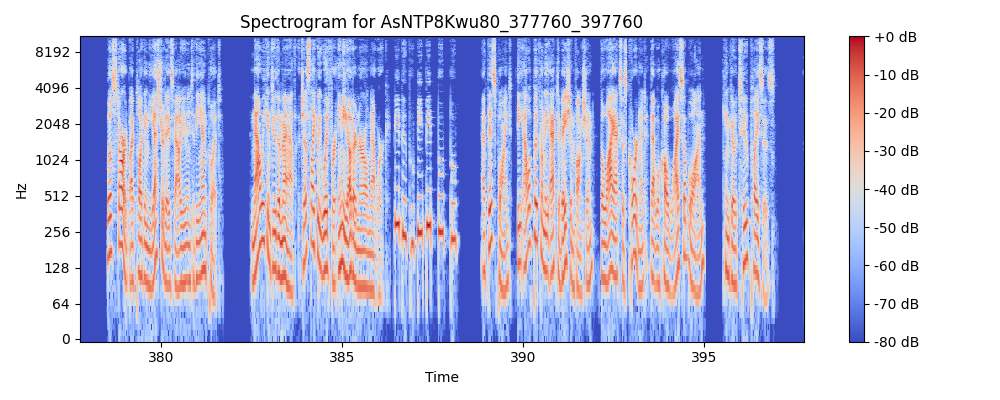 Spectrogram for AsNTP8Kwu80_377760_397760
8192
4096
2048
1024
512
256
128
64
0
Hz
380
385
390
395
Time
+0 dB
-10 dB
-20 dB
-30 dB
-40 dB
-50 dB
-60 dB
-70 dB
-80 dB